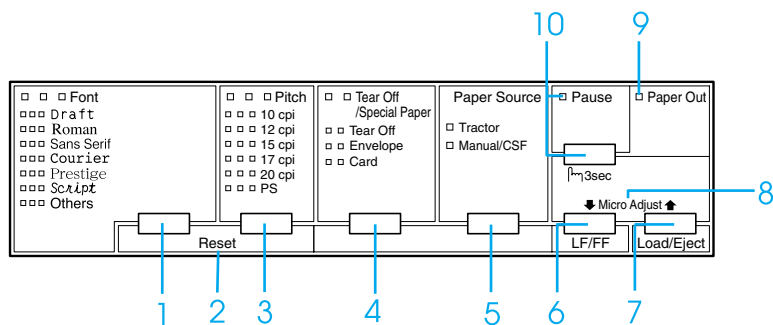 10
9
Font
Draft
Roman
Sans Serif
Courier
Prestige
Script
Others
Pitch
10 cpi
12 cpi
15 cpi
17 cpi
20 cpi
PS
Tear Off
/Special Paper
Tear Off
Envelope
Card
Paper Source
Tractor
Manual/CSF
Pause
Paper Out
3sec
Micro Adjust
8
Reset
LF/FF
Load/Eject
1
2
3
4
5
6
7